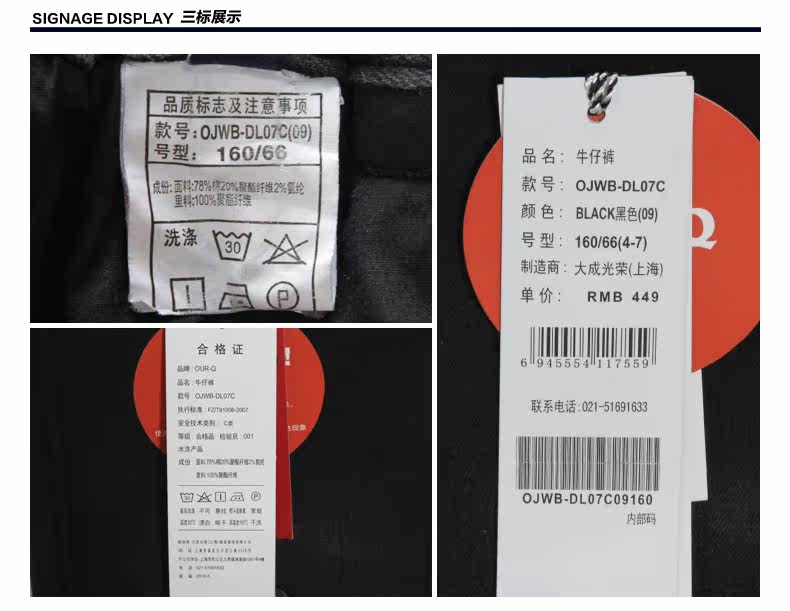 SIGNAGE DISPLAY 三标展示
品质标志及注意事项
款号:OJWB-DL07C(09)
号型: 160/66
成份: 面料:78%棉20%聚酯纤维2%氨纶
里料:100%聚酯纤维
洗涤
30
P
合格证
品牌: OUR-Q
品名: 牛仔裤
款号: OJWB-DL07C
执行标准: FZ/T81006-2007
安全技术类别: C类
等级: 合格品 检验员: 001
水洗产品
成份: 面料:78%棉20%聚酯纤维2%氨纶
里料:100%聚酯纤维
品名: 牛仔裤
款号: OJWB-DL07C
颜色: BLACK黑色(09)
号型: 160/66(4-7)
制造商: 大成光荣(上海)
单价: RMB 449
6 945554 117559
联系电话:021-51691633
OJWB-DL07C09160
内部码
Q